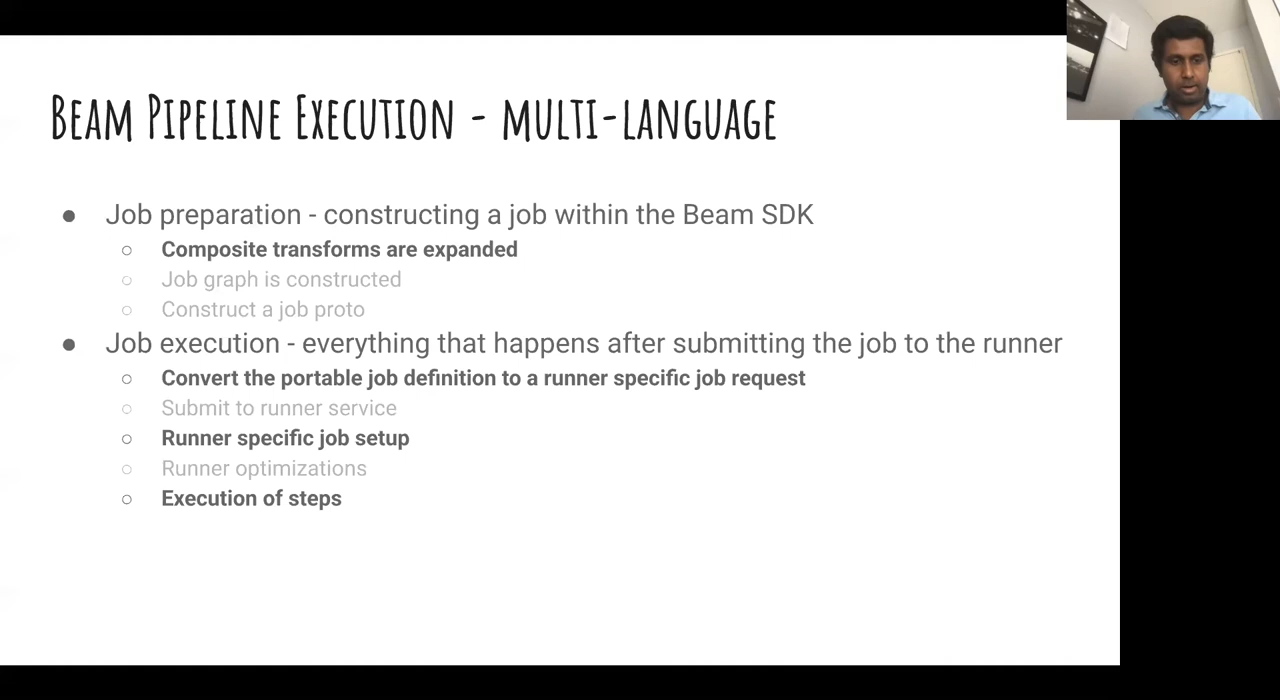 Beam Pipeline Execution - multi-language
● Job preparation - constructing a job within the Beam SDK
○ Composite transforms are expanded
○ Job graph is constructed
○ Construct a job proto
● Job execution - everything that happens after submitting the job to the runner
○ Convert the portable job definition to a runner specific job request
○ Submit to runner service
○ Runner specific job setup
○ Runner optimizations
○ Execution of steps